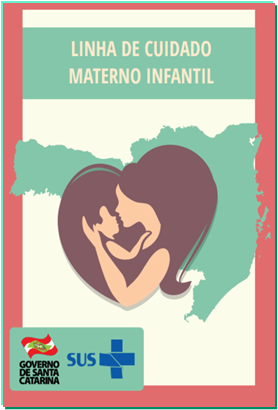 LINHA DE CUIDADO
MATERNO INFANTIL
GOVERNO
DE SANTA
CATARINA
SUS